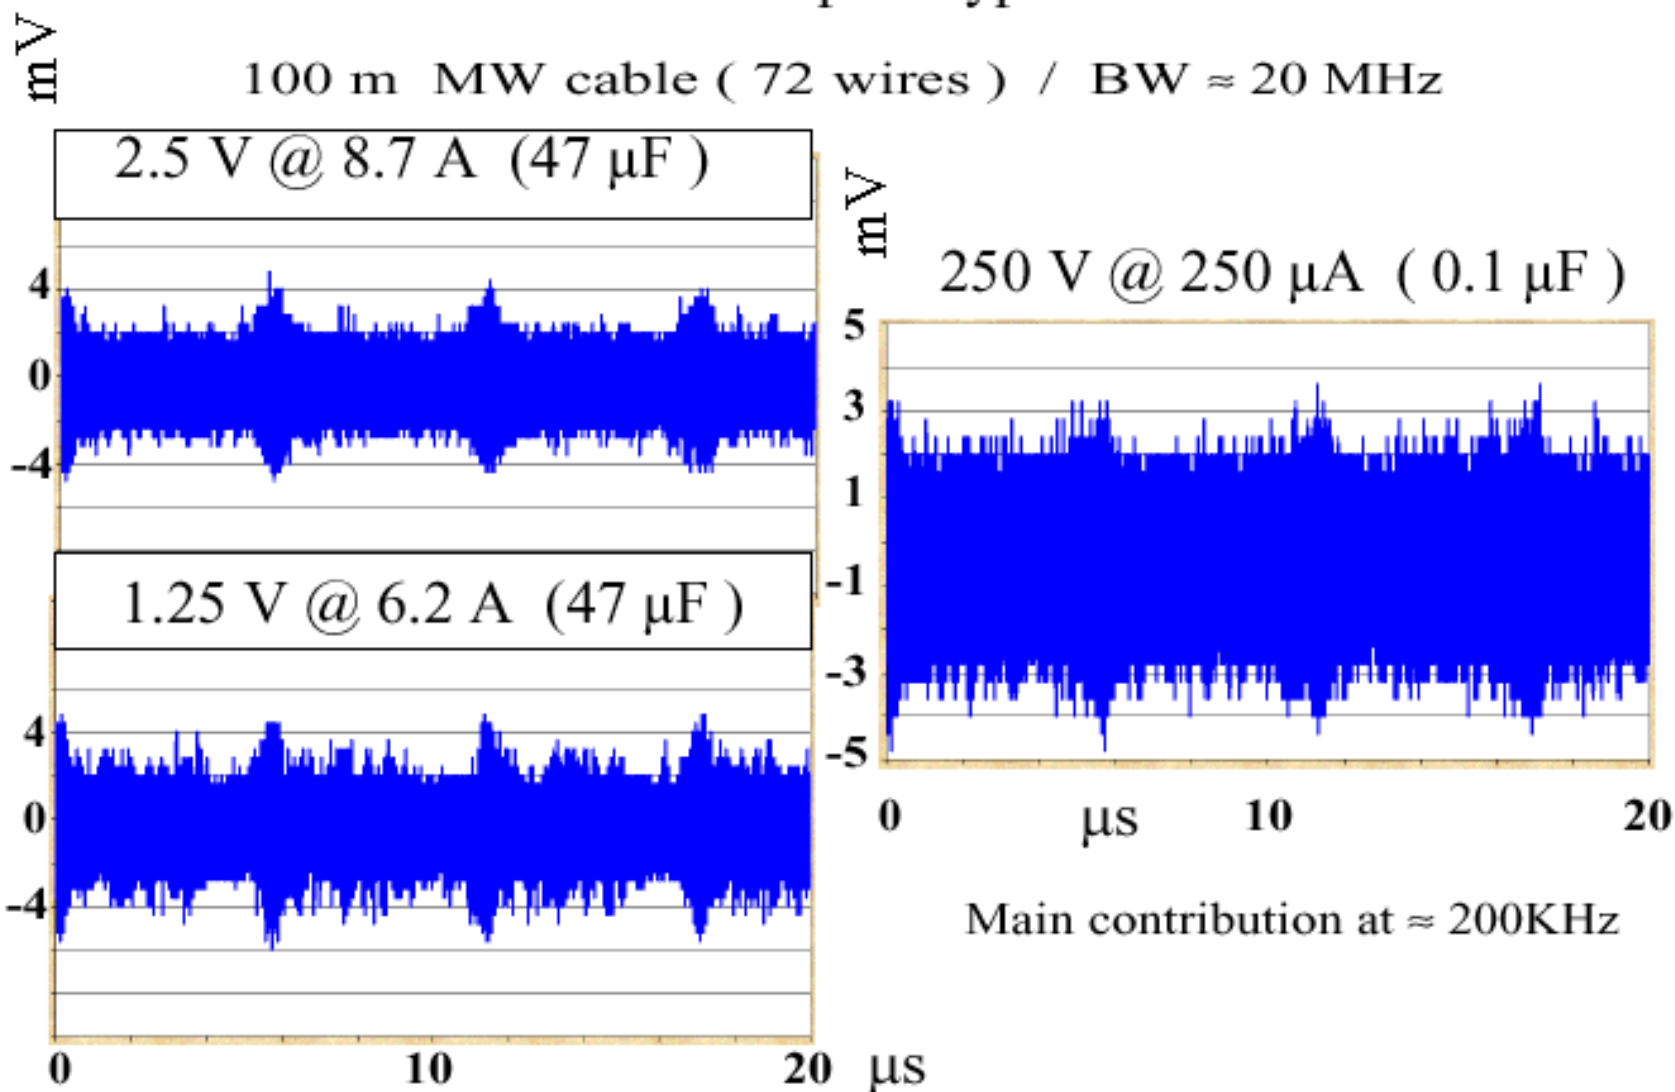 mV
100 m MW cable ( 72 wires ) / BW ≈ 20 MHz
2.5 V @ 8.7 A (47 μF )
4
0
-4
1.25 V @ 6.2 A (47 μF )
4
0
-4
0 10 20 μs
mV
250 V @ 250 μA ( 0.1 μF )
5
3
1
-1
-3
-5
0 μs 10 20
Main contribution at ≈ 200KHz